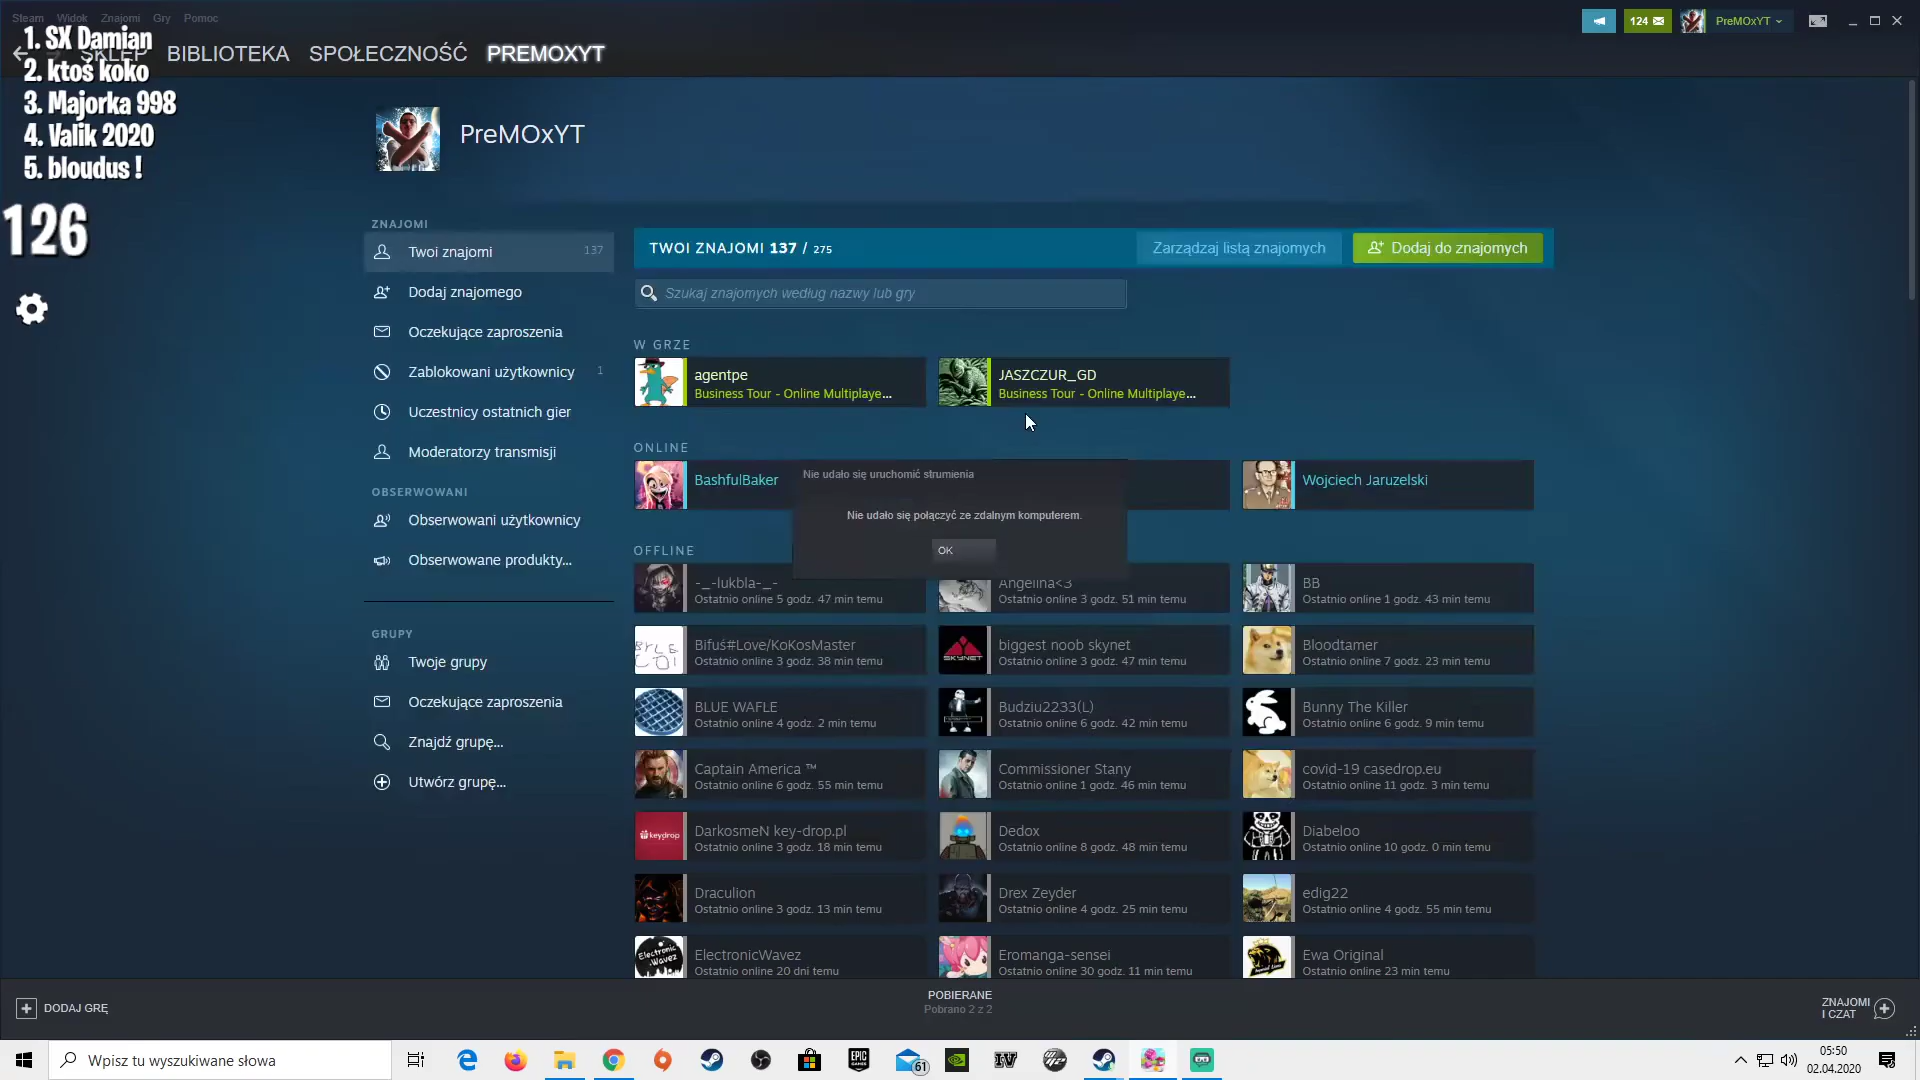 Steam Widok Znajomi Gry Pomoc
124
PreMOxYT
SKLEP BIBLIOTEKA SPOŁECZNOŚĆ PREMOXYT
1. SX Damian
2. ktoś koko
3. Majorka 998
4. Valik 2020
5. bloudus !
126
PreMOxYT
ZNAJOMI
Twoi znajomi 137
Dodaj znajomego
Oczekujące zaproszenia
Zablokowani użytkownicy 1
Uczestnicy ostatnich gier
Moderatorzy transmisji
OBSERWOWANI
Obserwowani użytkownicy
Obserwowane produkty...
GRUPY
Twoje grupy
Oczekujące zaproszenia
Znajdź grupę...
Utwórz grupę...
TWOI ZNAJOMI 137 / 275
Zarządzaj listą znajomych
Dodaj do znajomych
Szukaj znajomych według nazwy lub gry
W GRZE
agentpe
Business Tour - Online Multiplaye...
JASZCZUR_GD
Business Tour - Online Multiplaye...
ONLINE
BashfulBaker
Wojciech Jaruzelski
Nie udało się uruchomić strumienia
Nie udało się połączyć ze zdalnym komputerem.
OK
OFFLINE
-_-lukbla-_-
Ostatnio online 5 godz. 47 min temu
Angelina<3
Ostatnio online 3 godz. 51 min temu
BB
Ostatnio online 1 godz. 43 min temu
Bifuś#Love/KoKosMaster
Ostatnio online 3 godz. 38 min temu
SKYNET
biggest noob skynet
Ostatnio online 3 godz. 47 min temu
Bloodtamer
Ostatnio online 7 godz. 23 min temu
BLUE WAFLE
Ostatnio online 4 godz. 2 min temu
Budziu2233(L)
Ostatnio online 6 godz. 42 min temu
Bunny The Killer
Ostatnio online 6 godz. 9 min temu
Captain America ™
Ostatnio online 6 godz. 55 min temu
Commissioner Stany
Ostatnio online 1 godz. 46 min temu
covid-19 casedrop.eu
Ostatnio online 11 godz. 3 min temu
keydrop
DarkosmeN key-drop.pl
Ostatnio online 3 godz. 18 min temu
Dedox
Ostatnio online 8 godz. 48 min temu
Diabeloo
Ostatnio online 10 godz. 0 min temu
Draculion
Ostatnio online 3 godz. 13 min temu
Drex Zeyder
Ostatnio online 4 godz. 25 min temu
edig22
Ostatnio online 4 godz. 55 min temu
Electronic Wavez
ElectronicWavez
Ostatnio online 20 dni temu
Eromanga-sensei
Ostatnio online 30 godz. 11 min temu
Ewa Original
Ostatnio online 23 min temu
DODAJ GRĘ
POBIERANE
Pobrano 2 z 2
ZNAJOMI
I CZAT
Wpisz tu wyszukiwane słowa
EPIC
GAMES
61
IV
05:50
02.04.2020